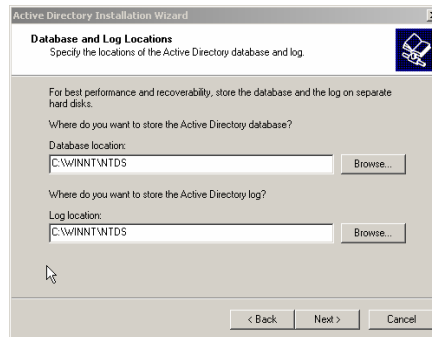 Active Directory Installation Wizard
Database and Log Locations
Specify the locations of the Active Directory database and log.
For best performance and recoverability, store the database and the log on separate
hard disks.
Where do you want to store the Active Directory database?
Database location:
C:\WINNT\NTDS
Browse...
Where do you want to store the Active Directory log?
Log location:
C:\WINNT\NTDS
Browse...
< Back
Next >
Cancel